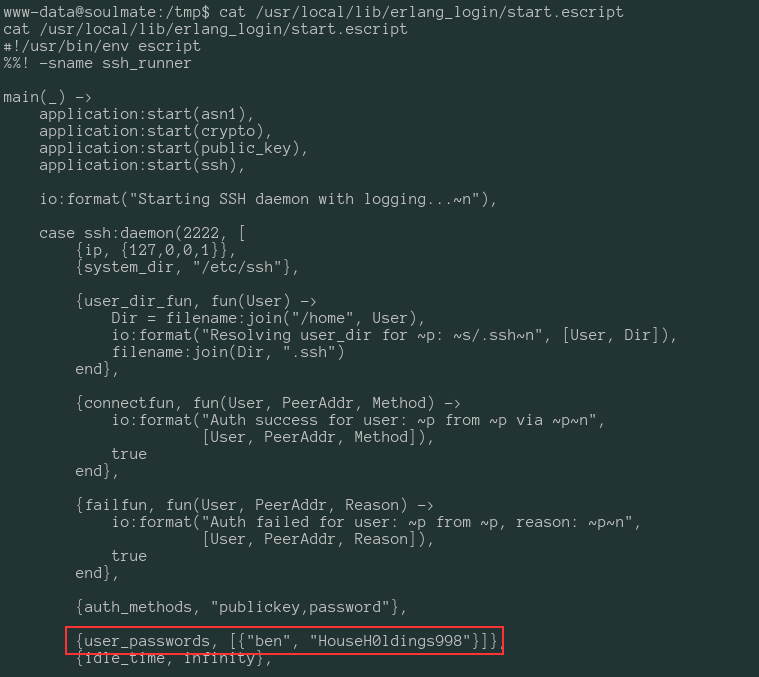 www-data@soulmate:/tmp$ cat /usr/local/lib/erlang_login/start.escript
cat /usr/local/lib/erlang_login/start.escript
#!/usr/bin/env escript
%%! -sname ssh_runner

main(_) ->
    application:start(asn1),
    application:start(crypto),
    application:start(public_key),
    application:start(ssh),

    io:format("Starting SSH daemon with logging...~n"),

    case ssh:daemon(2222, [
        {ip, {127,0,0,1}},
        {system_dir, "/etc/ssh"},

        {user_dir_fun, fun(User) ->
            Dir = filename:join("/home", User),
            io:format("Resolving user_dir for ~p: ~s/.ssh~n", [User, Dir]),
            filename:join(Dir, ".ssh")
        end},

        {connectfun, fun(User, PeerAddr, Method) ->
            io:format("Auth success for user: ~p from ~p via ~p~n",
                      [User, PeerAddr, Method]),
            true
        end},

        {failfun, fun(User, PeerAddr, Reason) ->
            io:format("Auth failed for user: ~p from ~p, reason: ~p~n",
                      [User, PeerAddr, Reason]),
            true
        end},

        {auth_methods, "publickey,password"},

        {user_passwords, [{"ben", "HouseH0ldings998"}]},
        {idle_time, infinity},